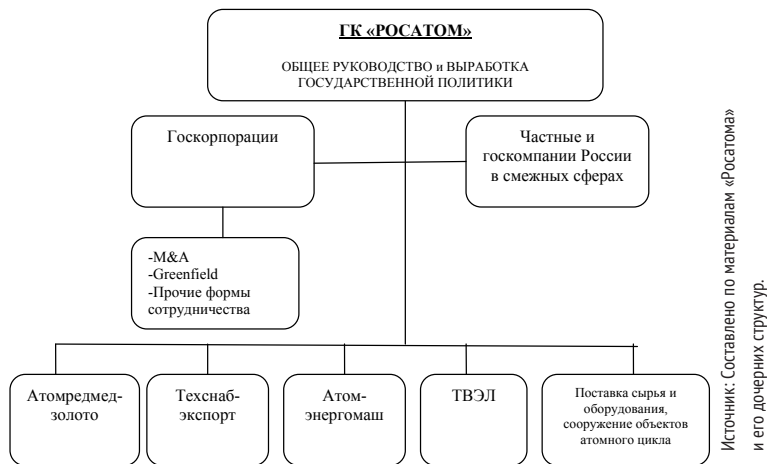 ГК «РОСАТОМ»
ОБЩЕЕ РУКОВОДСТВО и ВЫРАБОТКА
ГОСУДАРСТВЕННОЙ ПОЛИТИКИ
Госкорпорации
Частные и
госкомпании России
в смежных сферах
-M&A
-Greenfield
-Прочие формы
сотрудничества
Атомредмед-
золото
Техснаб-
экспорт
Атом-
энергомаш
ТВЭЛ
Поставка сырья и
оборудования,
сооружение объектов
атомного цикла
Источник: Составлено по материалам «Росатома»
и его дочерних структур.